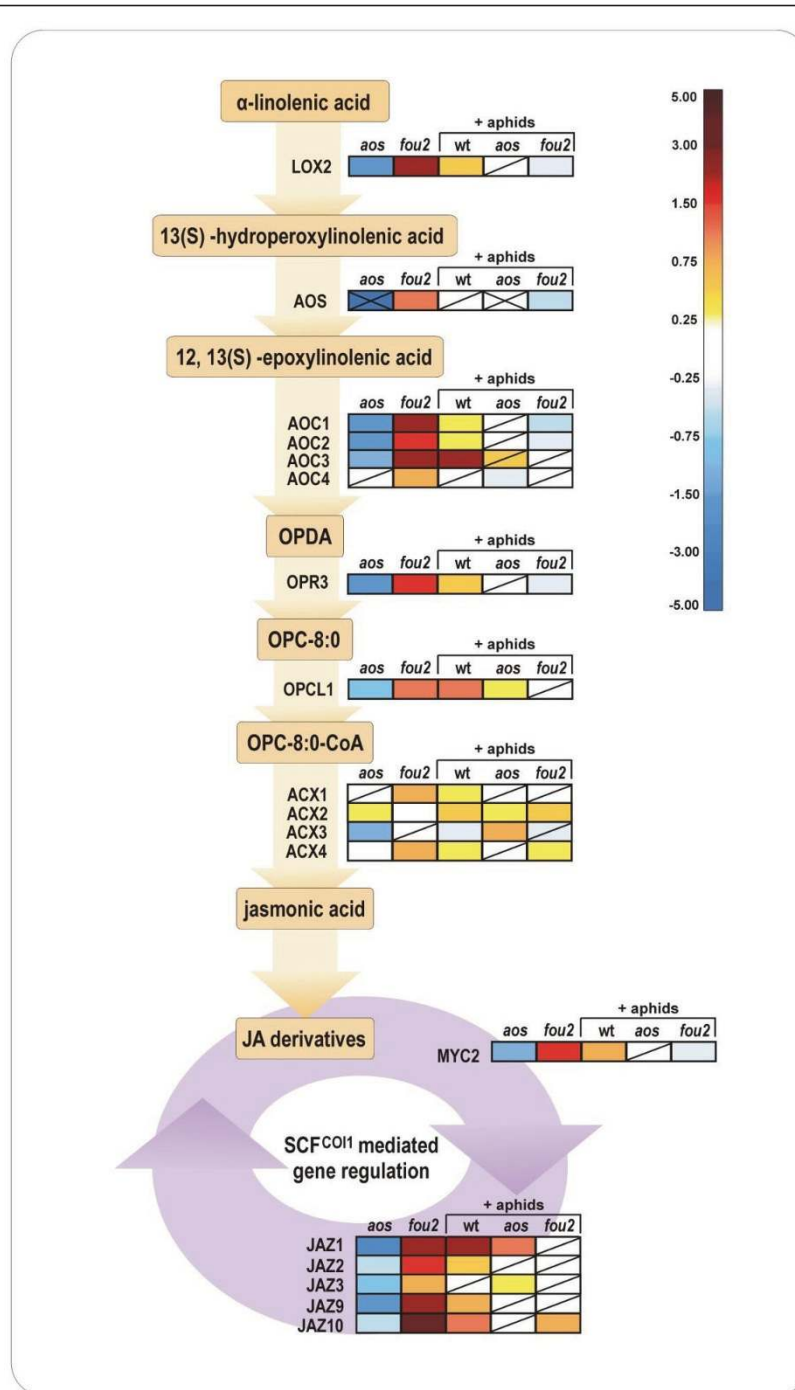 α-linolenic acid
+ aphids
aos fou2 wt aos fou2
LOX2
13(S) -hydroperoxylinolenic acid
+ aphids
aos fou2 wt aos fou2
AOS
12, 13(S) -epoxylinolenic acid
+ aphids
aos fou2 wt aos fou2
AOC1
AOC2
AOC3
AOC4
OPDA
+ aphids
aos fou2 wt aos fou2
OPR3
OPC-8:0
+ aphids
aos fou2 wt aos fou2
OPCL1
OPC-8:0-CoA
+ aphids
aos fou2 wt aos fou2
ACX1
ACX2
ACX3
ACX4
jasmonic acid
JA derivatives
+ aphids
aos fou2 wt aos fou2
MYC2
SCFCOI1 mediated
gene regulation
+ aphids
aos fou2 wt aos fou2
JAZ1
JAZ2
JAZ3
JAZ9
JAZ10
5.00
3.00
1.50
0.75
0.25
-0.25
-0.75
-1.50
-3.00
-5.00